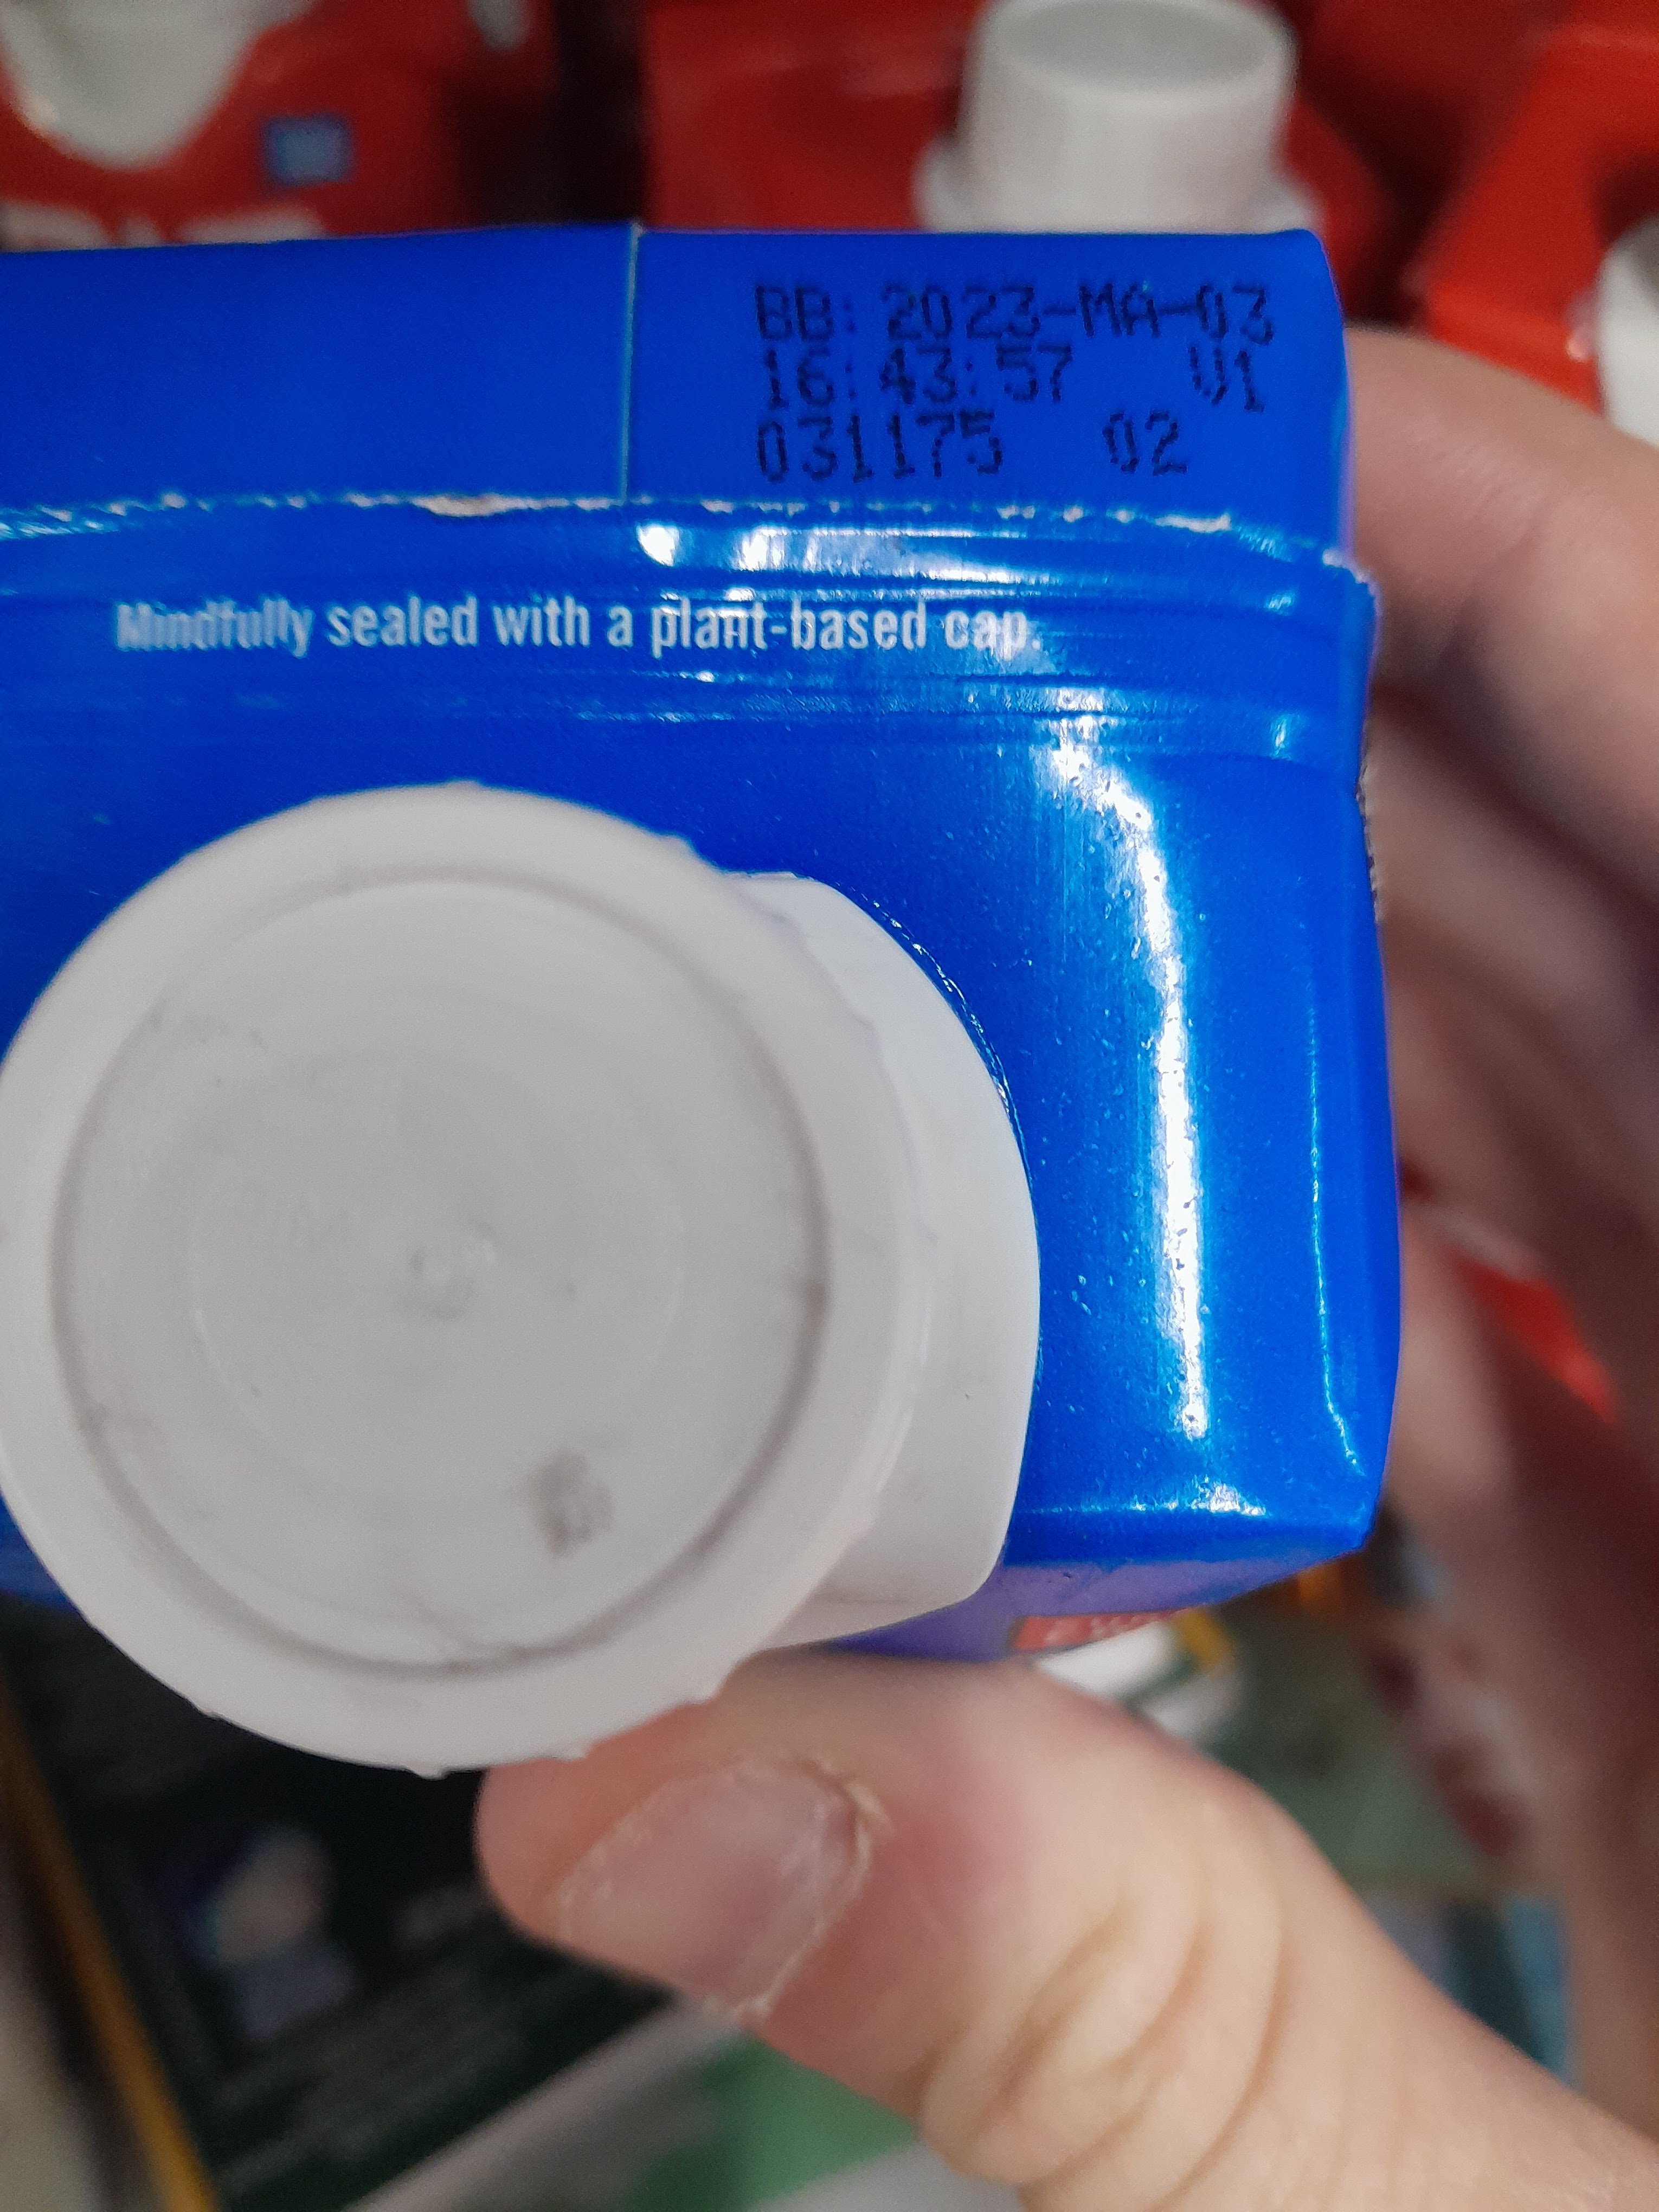 BB: 2023-MA-03
16:43:57 V1
031175 02
Mindfully sealed with a plant-based cap.